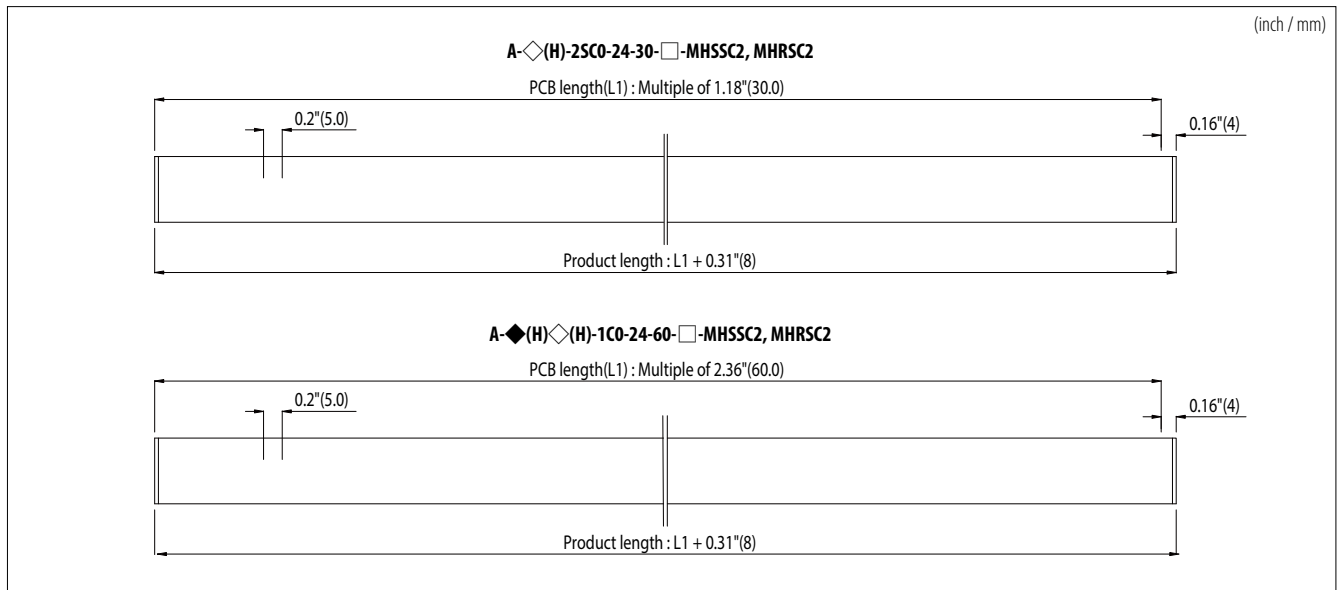 (inch / mm)
A-◇(H)-2SC0-24-30-□-MHSSC2, MHRSC2
PCB length(L1) : Multiple of 1.18"(30.0)
0.2"(5.0)
0.16"(4)
Product length : L1 + 0.31"(8)
A-◆(H)◇(H)-1C0-24-60-□-MHSSC2, MHRSC2
PCB length(L1) : Multiple of 2.36"(60.0)
0.2"(5.0)
0.16"(4)
Product length : L1 + 0.31"(8)